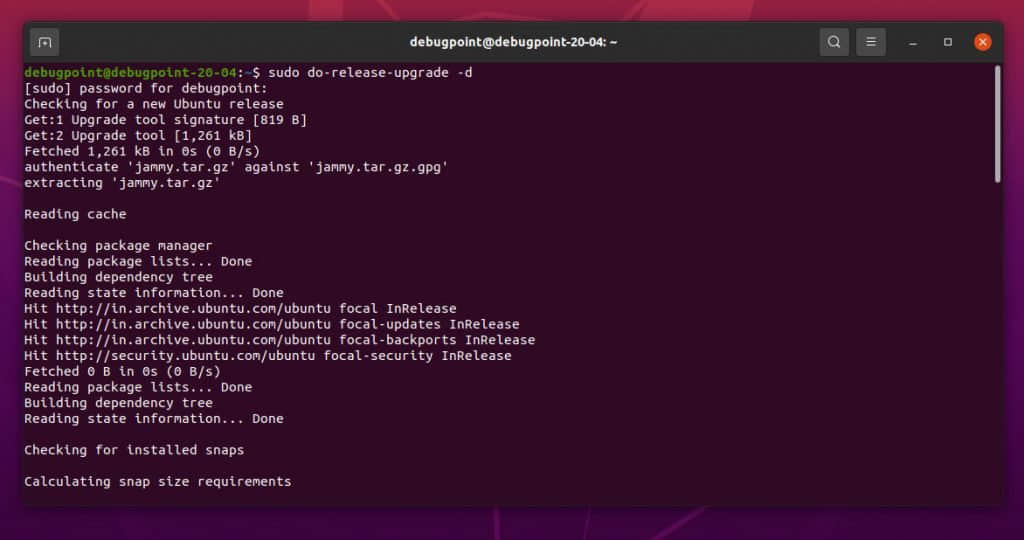 debugpoint@debugpoint-20-04: ~
debugpoint@debugpoint-20-04:~$ sudo do-release-upgrade -d
[sudo] password for debugpoint:
Checking for a new Ubuntu release
Get:1 Upgrade tool signature [819 B]
Get:2 Upgrade tool [1,261 kB]
Fetched 1,261 kB in 0s (0 B/s)
authenticate 'jammy.tar.gz' against 'jammy.tar.gz.gpg'
extracting 'jammy.tar.gz'
Reading cache
Checking package manager
Reading package lists... Done
Building dependency tree
Reading state information... Done
Hit http://in.archive.ubuntu.com/ubuntu focal InRelease
Hit http://in.archive.ubuntu.com/ubuntu focal-updates InRelease
Hit http://in.archive.ubuntu.com/ubuntu focal-backports InRelease
Hit http://security.ubuntu.com/ubuntu focal-security InRelease
Fetched 0 B in 0s (0 B/s)
Reading package lists... Done
Building dependency tree
Reading state information... Done
Checking for installed snaps
Calculating snap size requirements